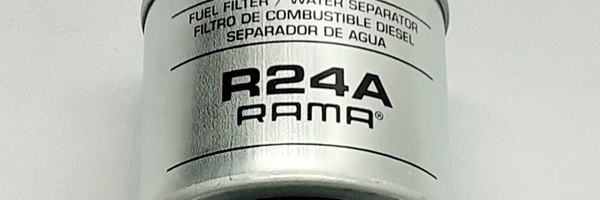 FUEL FILTER / WATER SEPARATOR
FILTRO DE COMBUSTIBLE DIESEL
SEPARADOR DE AGUA
R24A
RAMA®